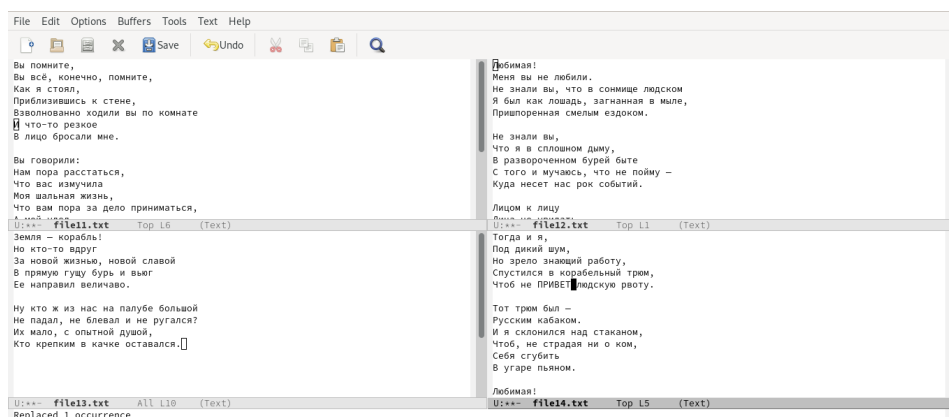 File Edit Options Buffers Tools Text Help
Save Undo
Вы помните,
Вы всё, конечно, помните,
Как я стоял,
Приблизившись к стене,
Взволнованно ходили вы по комнате
И что-то резкое
В лицо бросали мне.
Вы говорили:
Нам пора расстаться,
Что вас измучила
Моя шальная жизнь,
Что вам пора за дело приниматься,
U:**- file11.txt Top L6 (Text)
Любимая!
Меня вы не любили.
Не знали вы, что в сонмище людском
Я был как лошадь, загнанная в мыле,
Пришпоренная смелым ездоком.
Не знали вы,
Что я в сплошном дыму,
В развороченном бурей быте
С того и мучаюсь, что не пойму —
Куда несет нас рок событий.
Лицом к лицу
U:**- file12.txt Top L1 (Text)
Земля — корабль!
Но кто-то вдруг
За новой жизнью, новой славой
В прямую гущу бурь и вьюг
Ее направил величаво.
Ну кто ж из нас на палубе большой
Не падал, не блевал и не ругался?
Их мало, с опытной душой,
Кто крепким в качке оставался.
U:**- file13.txt All L10 (Text)
Тогда и я,
Под дикий шум,
Но зрело знающий работу,
Спустился в корабельный трюм,
Чтоб не ПРИВЕТ людскую рвоту.
Тот трюм был —
Русским кабаком.
И я склонился над стаканом,
Чтоб, не страдая ни о ком,
Себя сгубить
В угаре пьяном.
Любимая!
U:**- file14.txt Top L5 (Text)
Replaced 1 occurrence